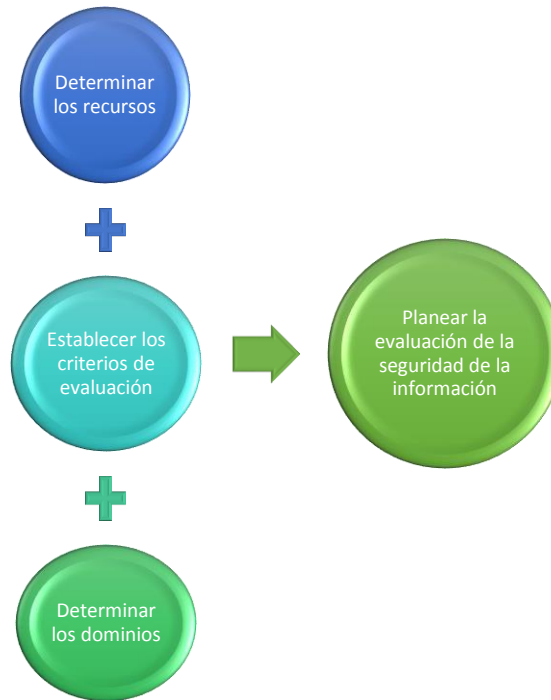 Determinar
los recursos
Establecer los
criterios de
evaluación
Planear la
evaluación de la
seguridad de la
información
Determinar
los dominios